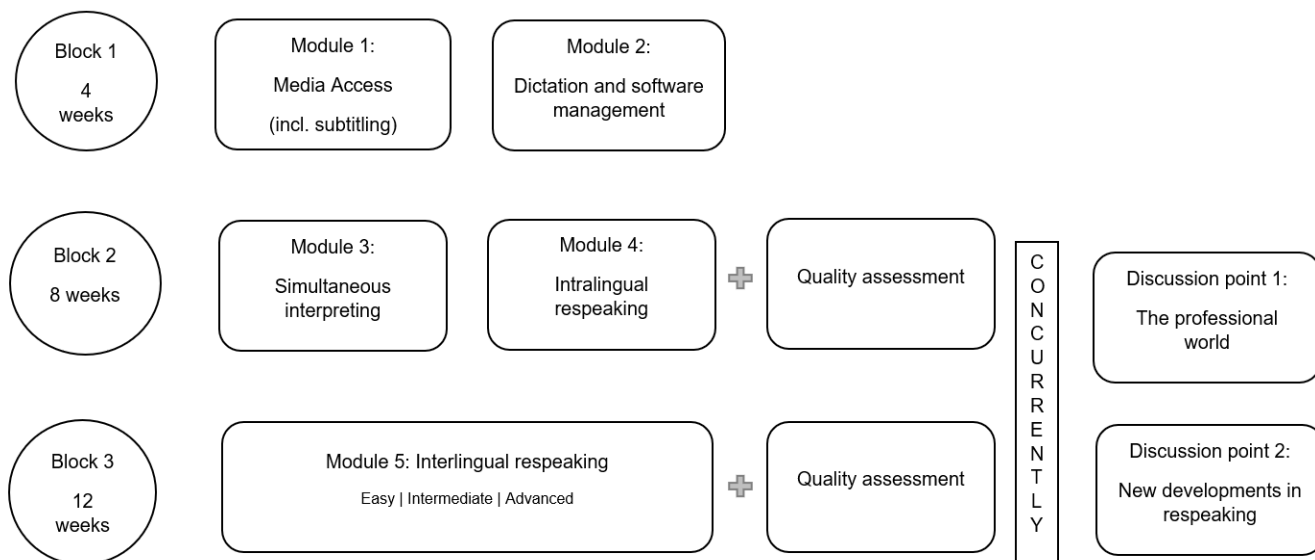 Block 1
4
weeks
Module 1:
Media Access
(incl. subtitling)
Module 2:
Dictation and software
management
Block 2
8 weeks
Module 3:
Simultaneous
interpreting
Module 4:
Intralingual
respeaking
Quality assessment
Block 3
12
weeks
Module 5: Interlingual respeaking
Easy | Intermediate | Advanced
Quality assessment
CONCURRENTLY
Discussion point 1:
The professional
world
Discussion point 2:
New developments in
respeaking